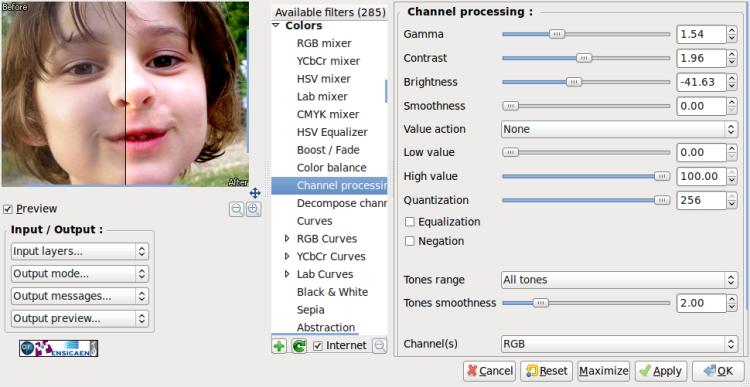 Before
After
Preview
Input / Output :
Input layers...
Output mode...
Output messages...
Output preview...
ENSICAEN
Available filters (285)
Colors
RGB mixer
YCbCr mixer
HSV mixer
Lab mixer
CMYK mixer
HSV Equalizer
Boost / Fade
Color balance
Channel processin
Decompose chann
Curves
RGB Curves
YCbCr Curves
Lab Curves
Black & White
Sepia
Abstraction
Internet
Channel processing :
Gamma 1.54
Contrast 1.96
Brightness -41.63
Smoothness 0.00
Value action None
Low value 0.00
High value 100.00
Quantization 256
Equalization
Negation
Tones range All tones
Tones smoothness 2.00
Channel(s) RGB
Cancel Reset Maximize Apply OK